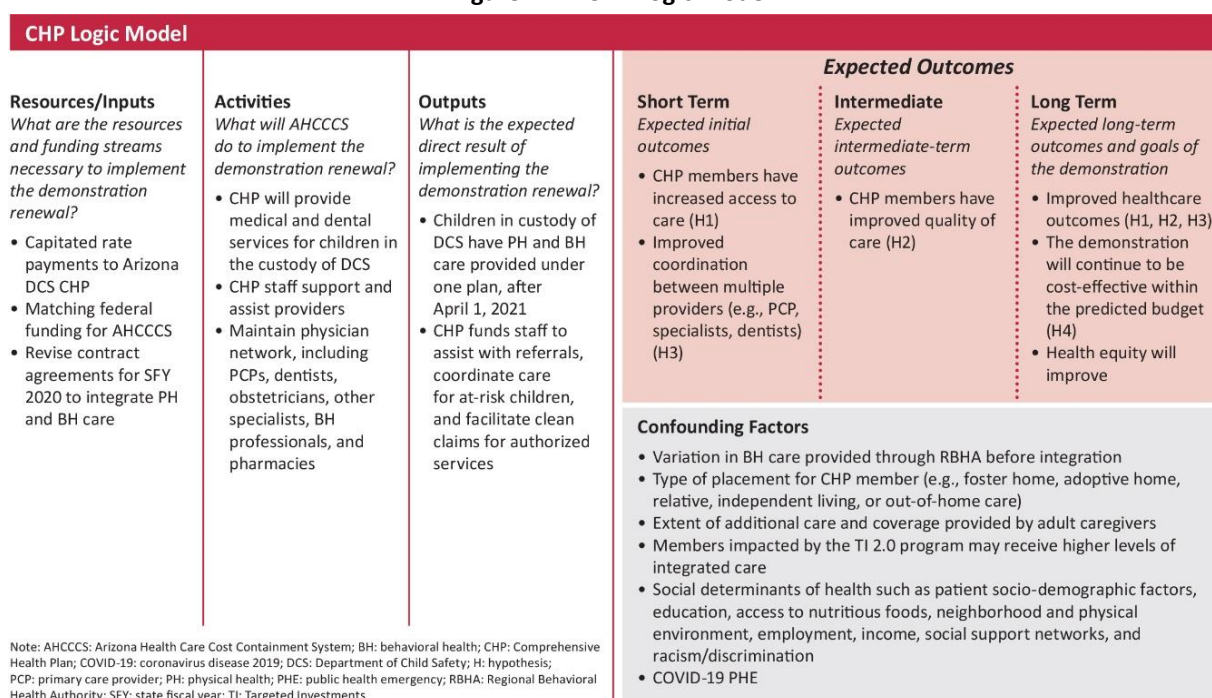 CHP Logic Model
Resources/Inputs
What are the resources
and funding streams
necessary to implement
the demonstration
renewal?
• Capitated rate
payments to Arizona
DCS CHP
• Matching federal
funding for AHCCCS
• Revise contract
agreements for SFY
2020 to integrate PH
and BH care
Activities
What will AHCCCS
do to implement the
demonstration renewal?
• CHP will provide
medical and dental
services for children in
the custody of DCS
• CHP staff support and
assist providers
• Maintain physician
network, including
PCPs, dentists,
obstetricians, other
specialists, BH
professionals, and
pharmacies
Outputs
What is the expected
direct result of
implementing the
demonstration renewal?
• Children in custody of
DCS have PH and BH
care provided under
one plan, after
April 1, 2021
• CHP funds staff to
assist with referrals,
coordinate care
for at-risk children,
and facilitate clean
claims for authorized
services
Expected Outcomes
Short Term
Expected initial
outcomes
• CHP members have
increased access to
care (H1)
• Improved
coordination
between multiple
providers (e.g., PCP,
specialists, dentists)
(H3)
Intermediate
Expected
intermediate-term
outcomes
• CHP members have
improved quality of
care (H2)
Long Term
Expected long-term
outcomes and goals of
the demonstration
• Improved healthcare
outcomes (H1, H2, H3)
• The demonstration
will continue to be
cost-effective within
the predicted budget
(H4)
• Health equity will
improve
Confounding Factors
• Variation in BH care provided through RBHA before integration
• Type of placement for CHP member (e.g., foster home, adoptive home,
relative, independent living, or out-of-home care)
• Extent of additional care and coverage provided by adult caregivers
• Members impacted by the TI 2.0 program may receive higher levels of
integrated care
• Social determinants of health such as patient socio-demographic factors,
education, access to nutritious foods, neighborhood and physical
environment, employment, income, social support networks, and
racism/discrimination
• COVID-19 PHE
Note: AHCCCS: Arizona Health Care Cost Containment System; BH: behavioral health; CHP: Comprehensive
Health Plan; COVID-19: coronavirus disease 2019; DCS: Department of Child Safety; H: hypothesis;
PCP: primary care provider; PH: physical health; PHE: public health emergency; RBHA: Regional Behavioral
Health Authority; SFY: state fiscal year; TI: Targeted Investments